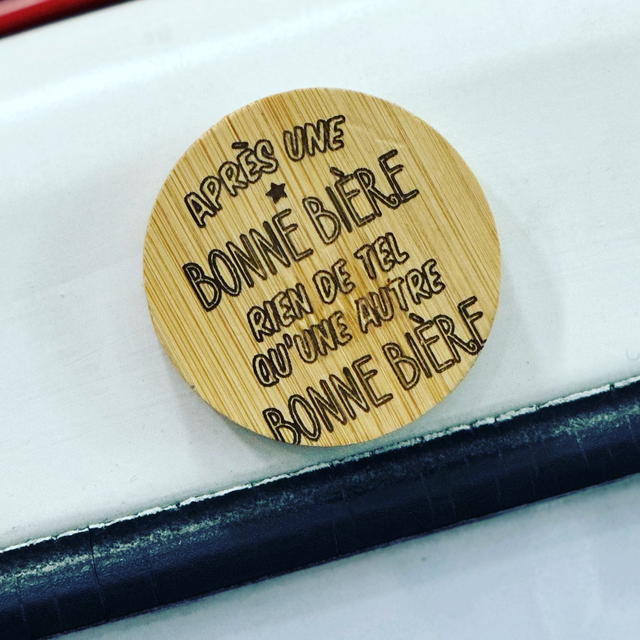 APRÈS UNE
BONNE BIÈRE
RIEN DE TEL
QU'UNE AUTRE
BONNE BIÈRE